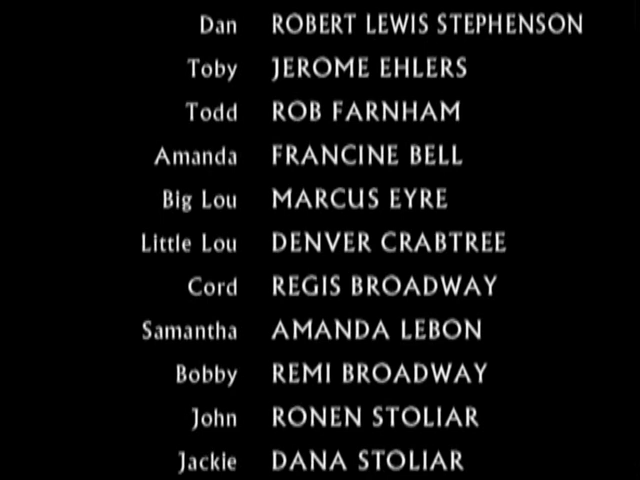 Dan ROBERT LEWIS STEPHENSON
Toby JEROME EHLERS
Todd ROB FARNHAM
Amanda FRANCINE BELL
Big Lou MARCUS EYRE
Little Lou DENVER CRABTREE
Cord REGIS BROADWAY
Samantha AMANDA LEBON
Bobby REMI BROADWAY
John RONEN STOLIAR
Jackie DANA STOLIAR